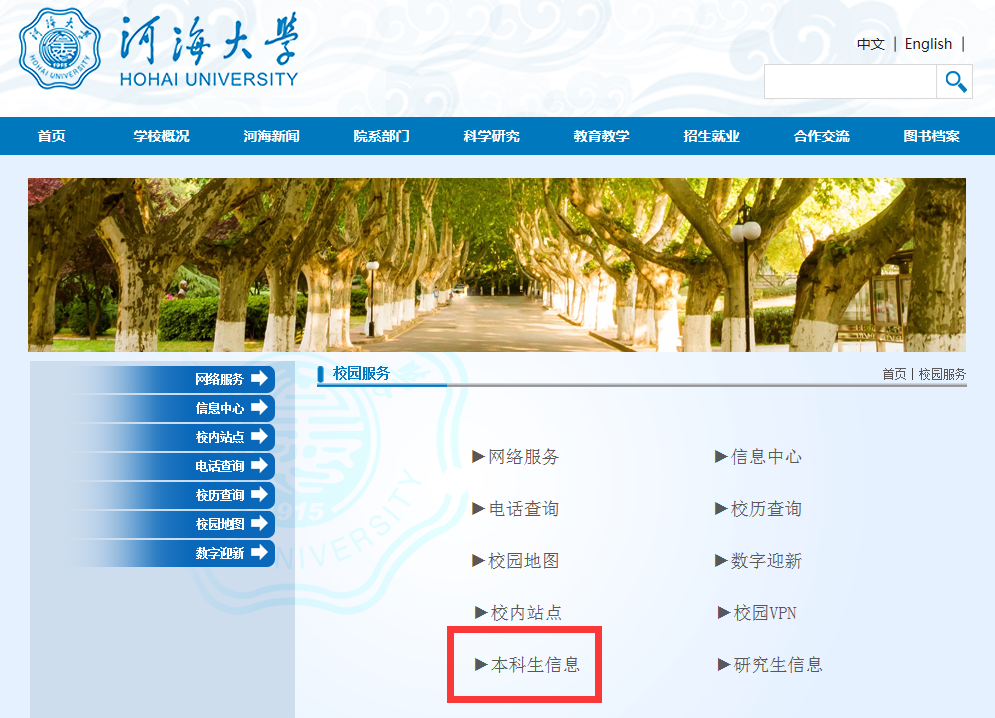 河海大学
HOHAI UNIVERSITY
中文 | English |
首页 学校概况 河海新闻 院系部门 科学研究 教育教学 招生就业 合作交流 图书档案
网络服务
信息中心
校内站点
电话查询
校历查询
校园地图
数字迎新
校园服务
首页 | 校园服务
▶网络服务 ▶信息中心
▶电话查询 ▶校历查询
▶校园地图 ▶数字迎新
▶校内站点 ▶校园VPN
▶本科生信息 ▶研究生信息
1915
UNIVERSITY